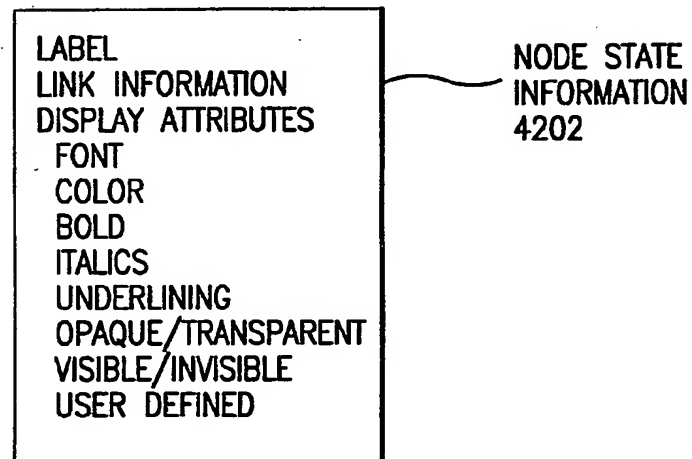 LABEL
LINK INFORMATION
DISPLAY ATTRIBUTES
FONT
COLOR
BOLD
ITALICS
UNDERLINING
OPAQUE/TRANSPARENT
VISIBLE/INVISIBLE
USER DEFINED
NODE STATE
INFORMATION
4202